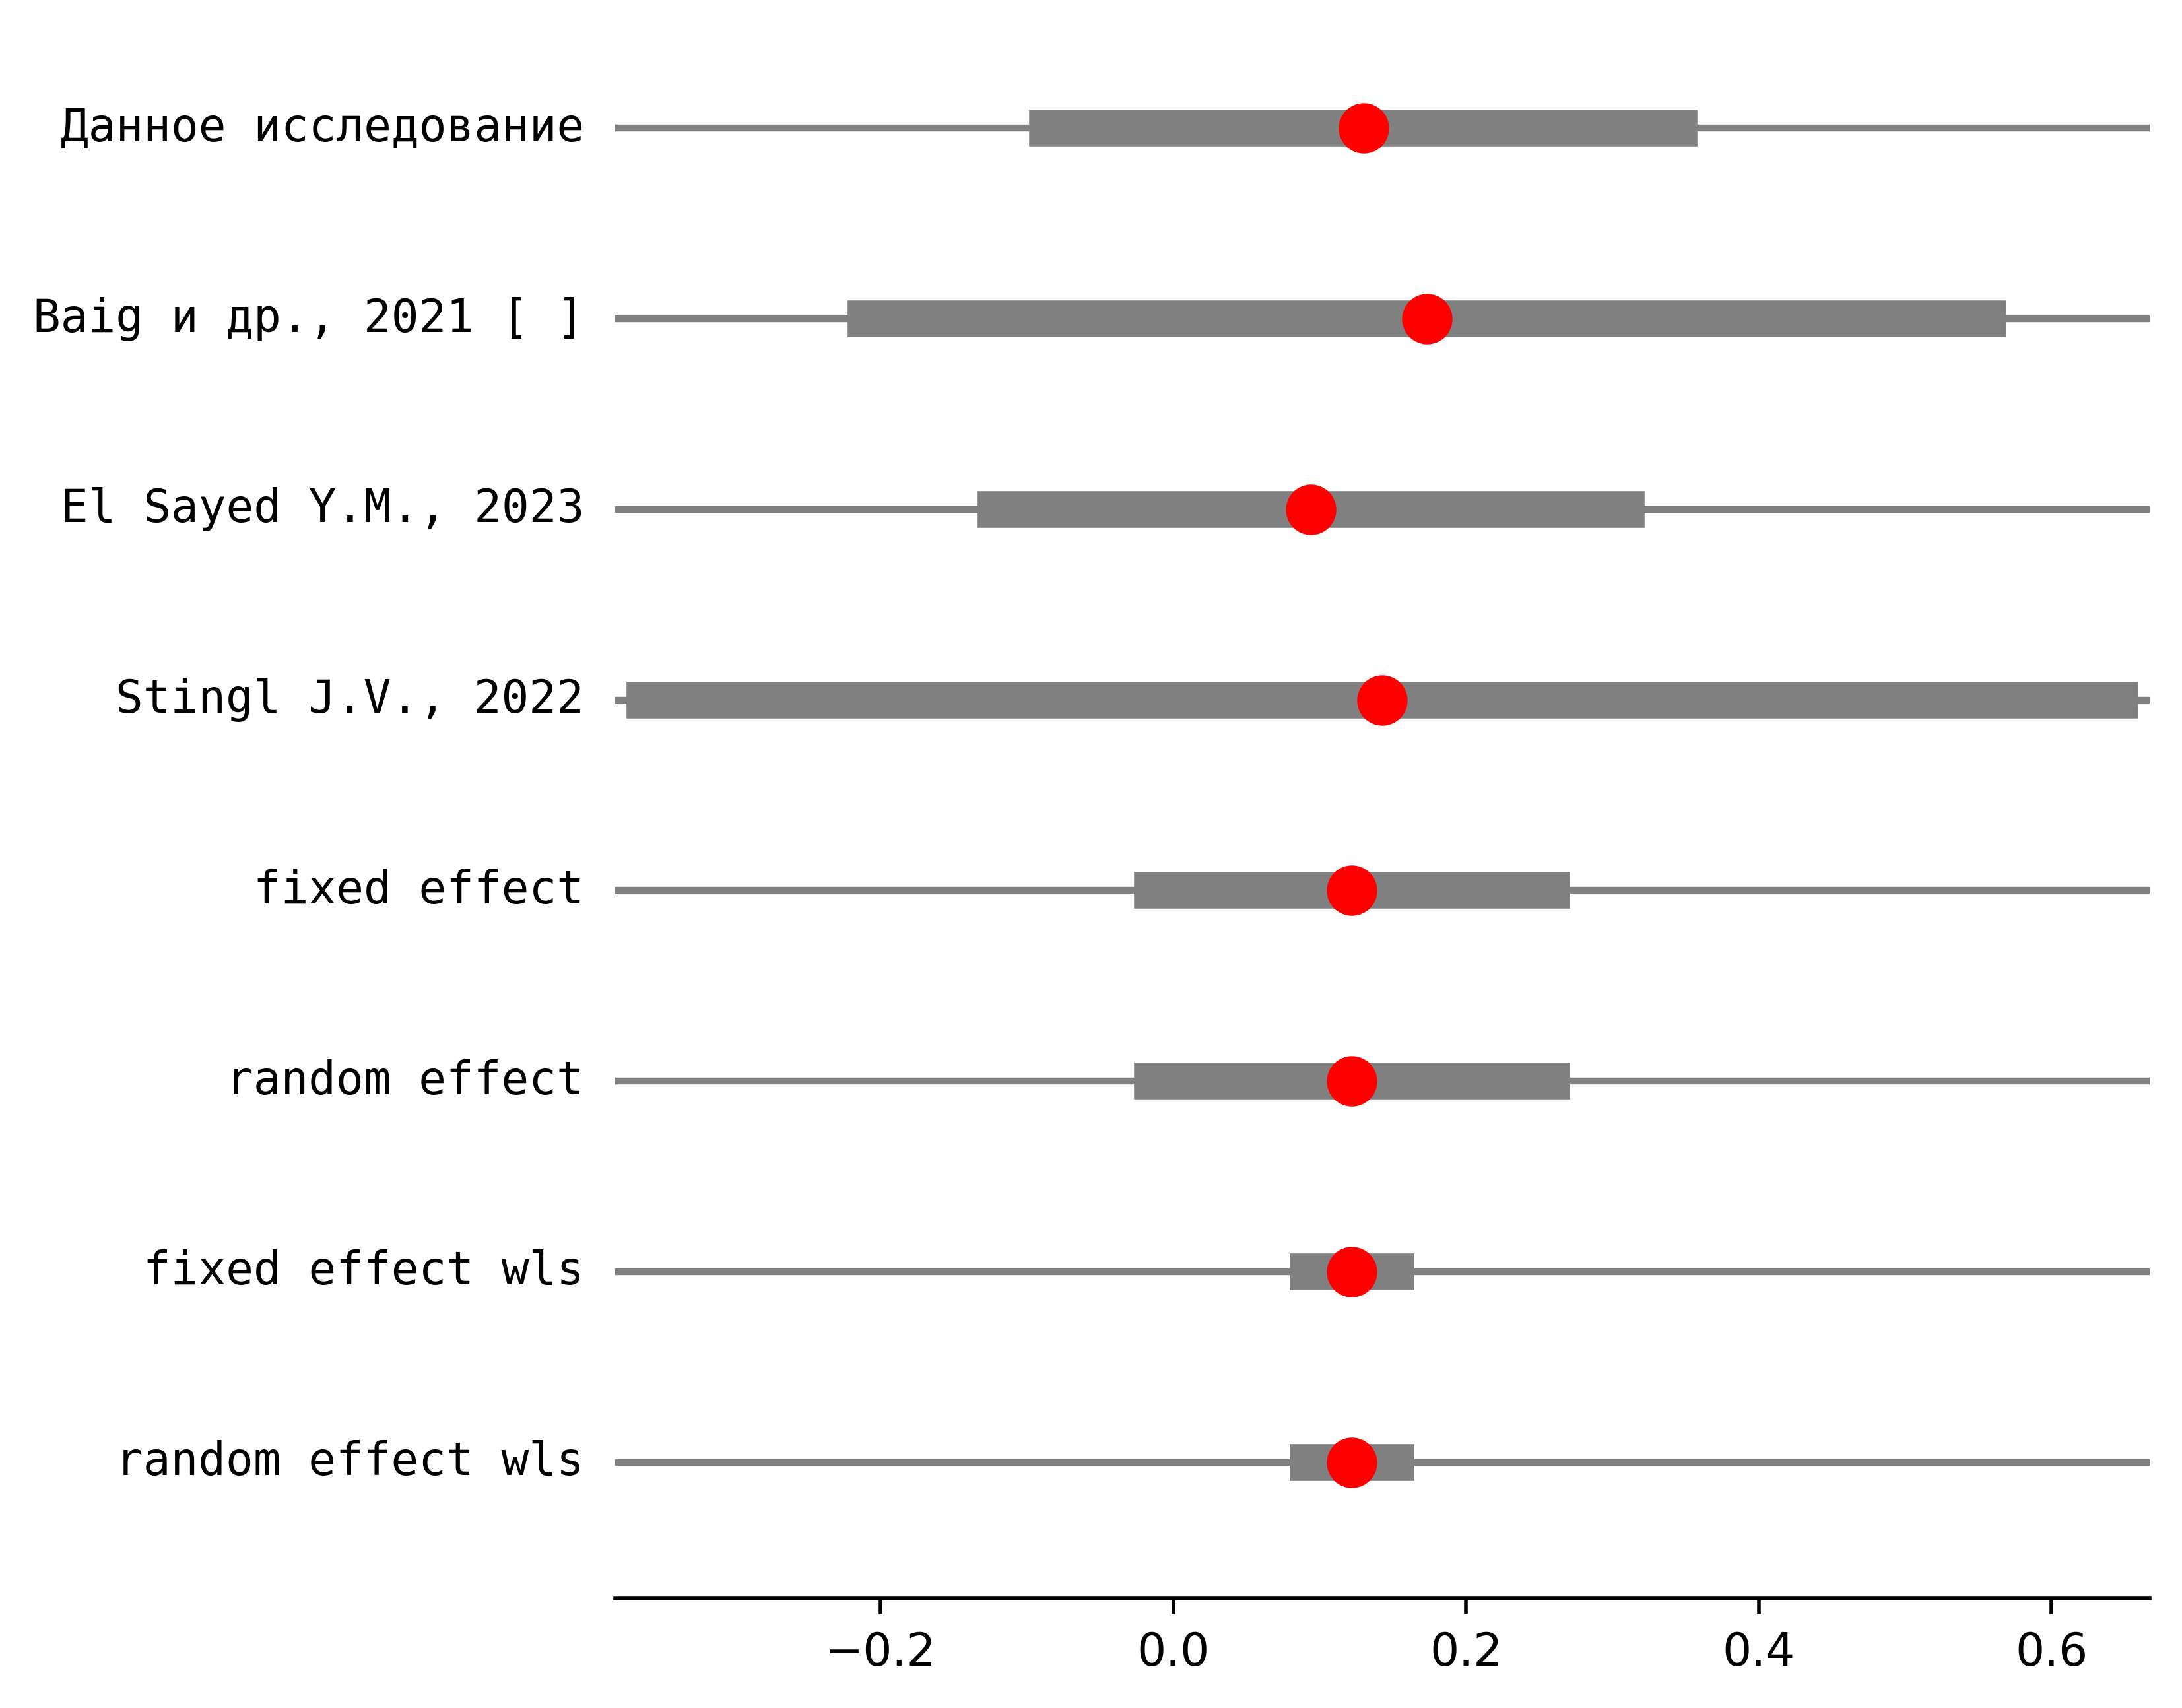 Данное исследование
Baig и др., 2021 [ ]
El Sayed Y.M., 2023
Stingl J.V., 2022
fixed effect
random effect
fixed effect wls
random effect wls
−0.2 0.0 0.2 0.4 0.6